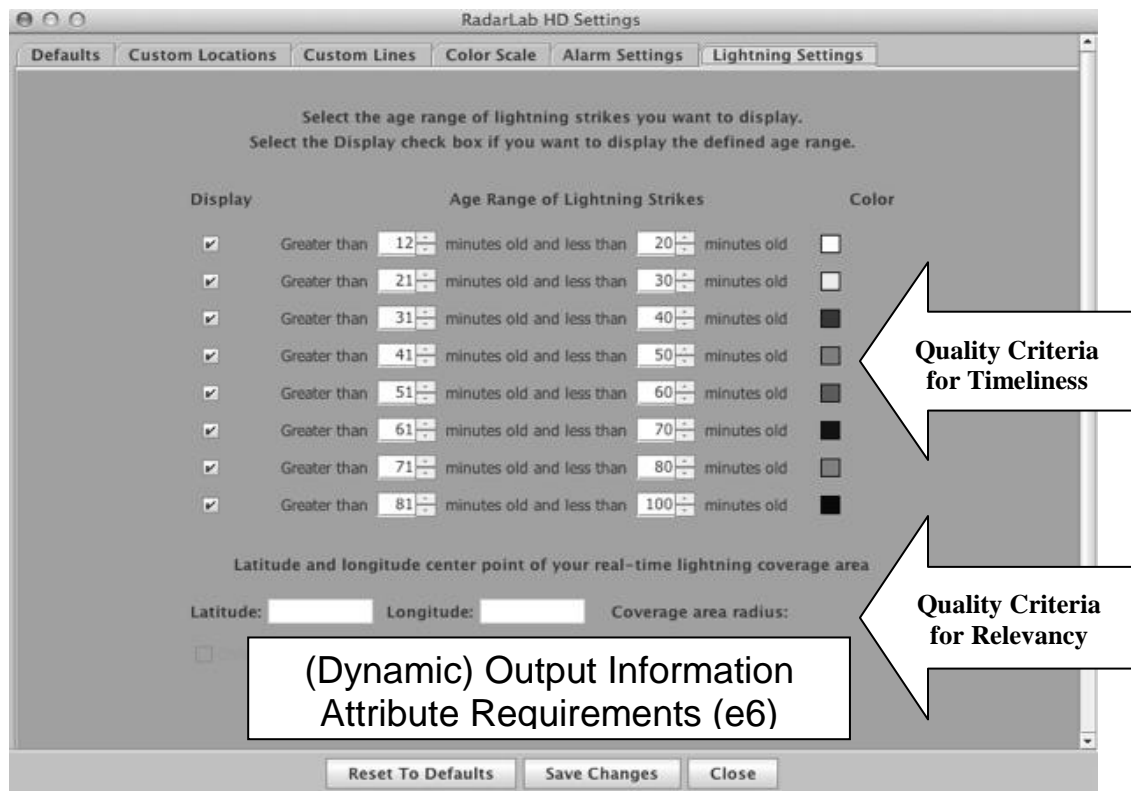 RadarLab HD Settings
Defaults Custom Locations Custom Lines Color Scale Alarm Settings Lightning Settings
Select the age range of lightning strikes you want to display.
Select the Display check box if you want to display the defined age range.
Display Age Range of Lightning Strikes Color
Greater than 12 minutes old and less than 20 minutes old
Greater than 21 minutes old and less than 30 minutes old
Greater than 31 minutes old and less than 40 minutes old
Greater than 41 minutes old and less than 50 minutes old
Greater than 51 minutes old and less than 60 minutes old
Greater than 61 minutes old and less than 70 minutes old
Greater than 71 minutes old and less than 80 minutes old
Greater than 81 minutes old and less than 100 minutes old
Quality Criteria
for Timeliness
Latitude and longitude center point of your real-time lightning coverage area
Latitude: Longitude: Coverage area radius:
Quality Criteria
for Relevancy
(Dynamic) Output Information
Attribute Requirements (e6)
Reset To Defaults Save Changes Close